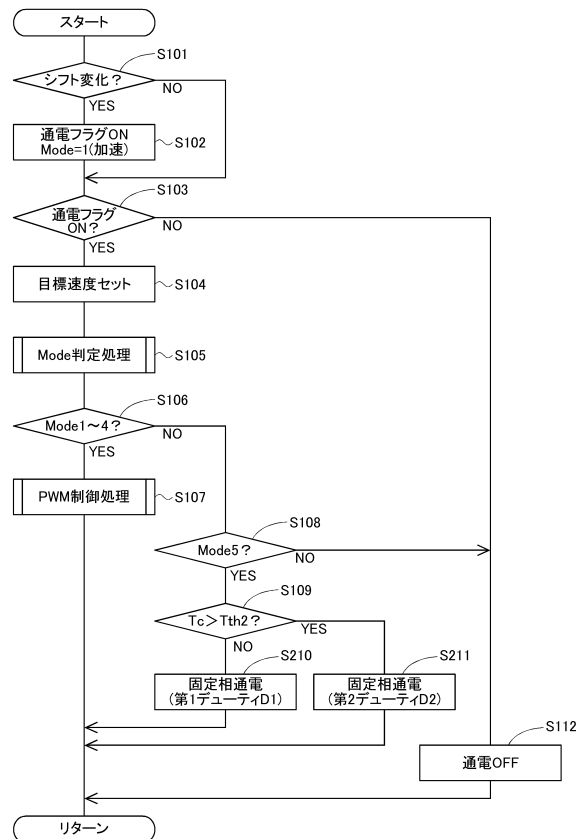 スタート
S101
シフト変化？
NO
YES
通電フラグON
Mode=1(加速)
S102
S103
通電フラグ
ON？
NO
YES
目標速度セット
S104
Mode判定処理
S105
S106
Mode1～4？
NO
YES
PWM制御処理
S107
S108
Mode5？
NO
YES
S109
Tc＞Tth2？
YES
NO
S210
S211
固定相通電
(第1デューティD1)
固定相通電
(第2デューティD2)
S112
通電OFF
リターン